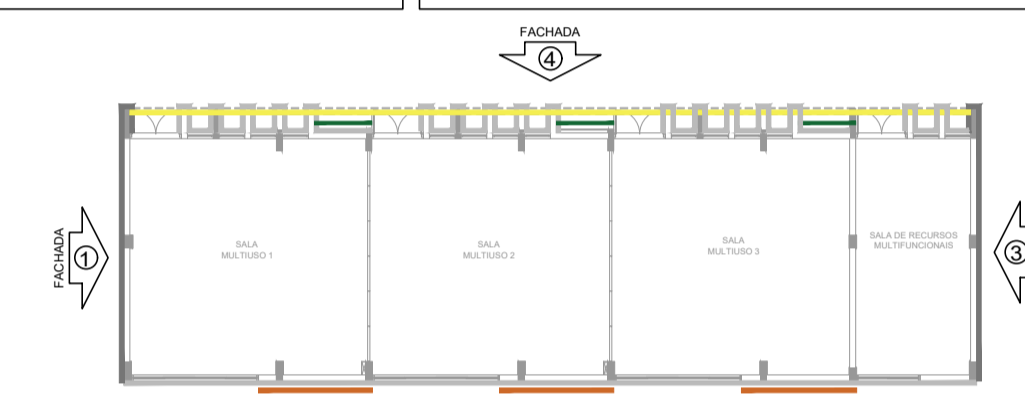 FACHADA
4
FACHADA
1
SALA
MULTIUSO 1
SALA
MULTIUSO 2
SALA
MULTIUSO 3
SALA DE RECURSOS
MULTIFUNCIONAIS
3